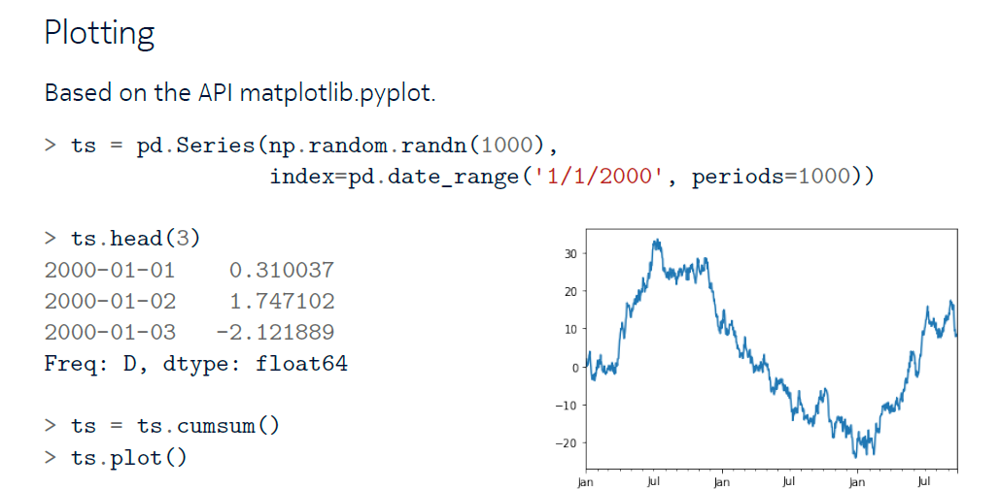 Plotting
Based on the API matplotlib.pyplot.
> ts = pd.Series(np.random.randn(1000),
index=pd.date_range('1/1/2000', periods=1000))
> ts.head(3)
2000-01-01 0.310037
2000-01-02 1.747102
2000-01-03 -2.121889
Freq: D, dtype: float64
> ts = ts.cumsum()
> ts.plot()
30
20
10
0
−10
−20
Jan Jul Jan Jul Jan Jul